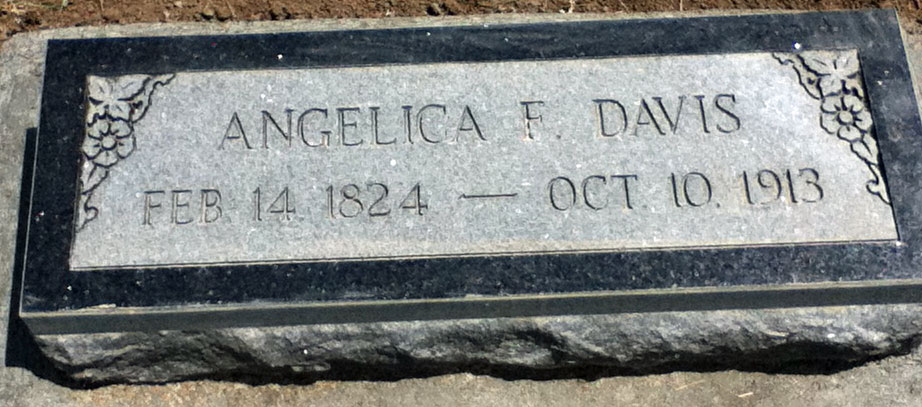 ANGELICA F. DAVIS
FEB. 14. 1824 — OCT. 10. 1913